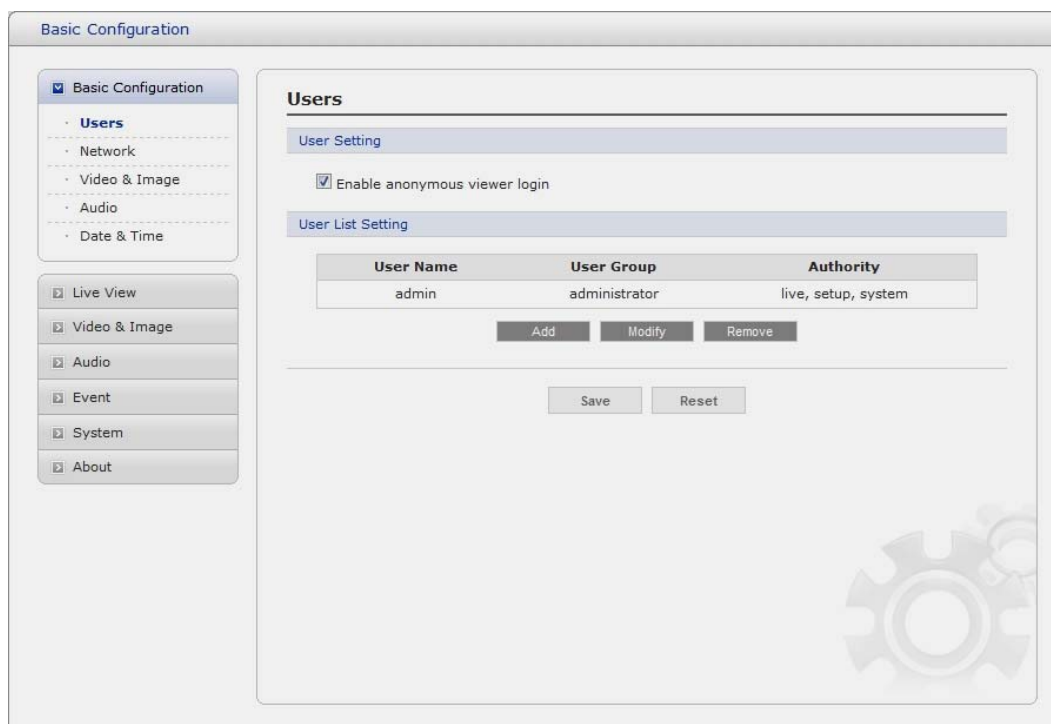 Basic Configuration
Basic Configuration
Users
Network
Video & Image
Audio
Date & Time
Live View
Video & Image
Audio
Event
System
About
Users
User Setting
Enable anonymous viewer login
User List Setting
User Name User Group Authority
admin administrator live, setup, system
Add Modify Remove
Save Reset